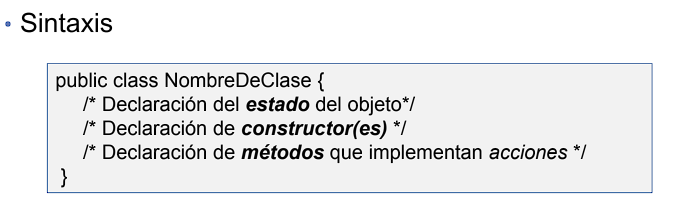 • Sintaxis
public class NombreDeClase {
/* Declaración del estado del objeto*/
/* Declaración de constructor(es) */
/* Declaración de métodos que implementan acciones */
}